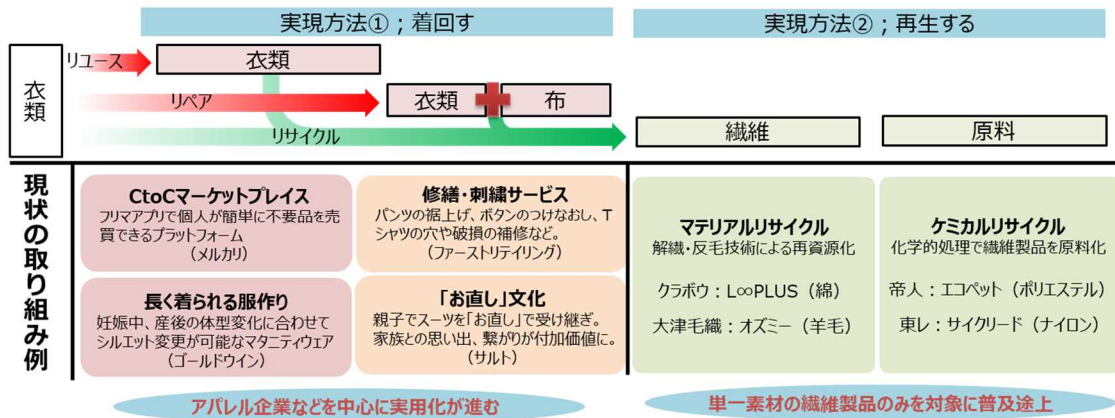 実現方法①；着回す
実現方法②；再生する
衣類
リユース
衣類
リペア
衣類
布
リサイクル
繊維
原料
現状の取り組み例
CtoCマーケットプレイス
フリマアプリで個人が簡単に不要品を売
買できるプラットフォーム
（メルカリ）
修繕・刺繍サービス
パンツの裾上げ、ボタンのつけなおし、T
シャツの穴や破損の補修など。
（ファーストリテイリング）
長く着られる服作り
妊娠中、産後の体型変化に合わせて
シルエット変更が可能なマタニティウェア
（ゴールドウイン）
「お直し」文化
親子でスーツを「お直し」で受け継ぎ。
家族との思い出、繋がりが付加価値に。
（サルト）
マテリアルリサイクル
解繊・反毛技術による再資源化
クラボウ：L∞PLUS（綿）
大津毛織：オズミー（羊毛）
ケミカルリサイクル
化学的処理で繊維製品を原料化
帝人：エコペット（ポリエステル）
東レ：サイクリード（ナイロン）
アパレル企業などを中心に実用化が進む
単一素材の繊維製品のみを対象に普及途上